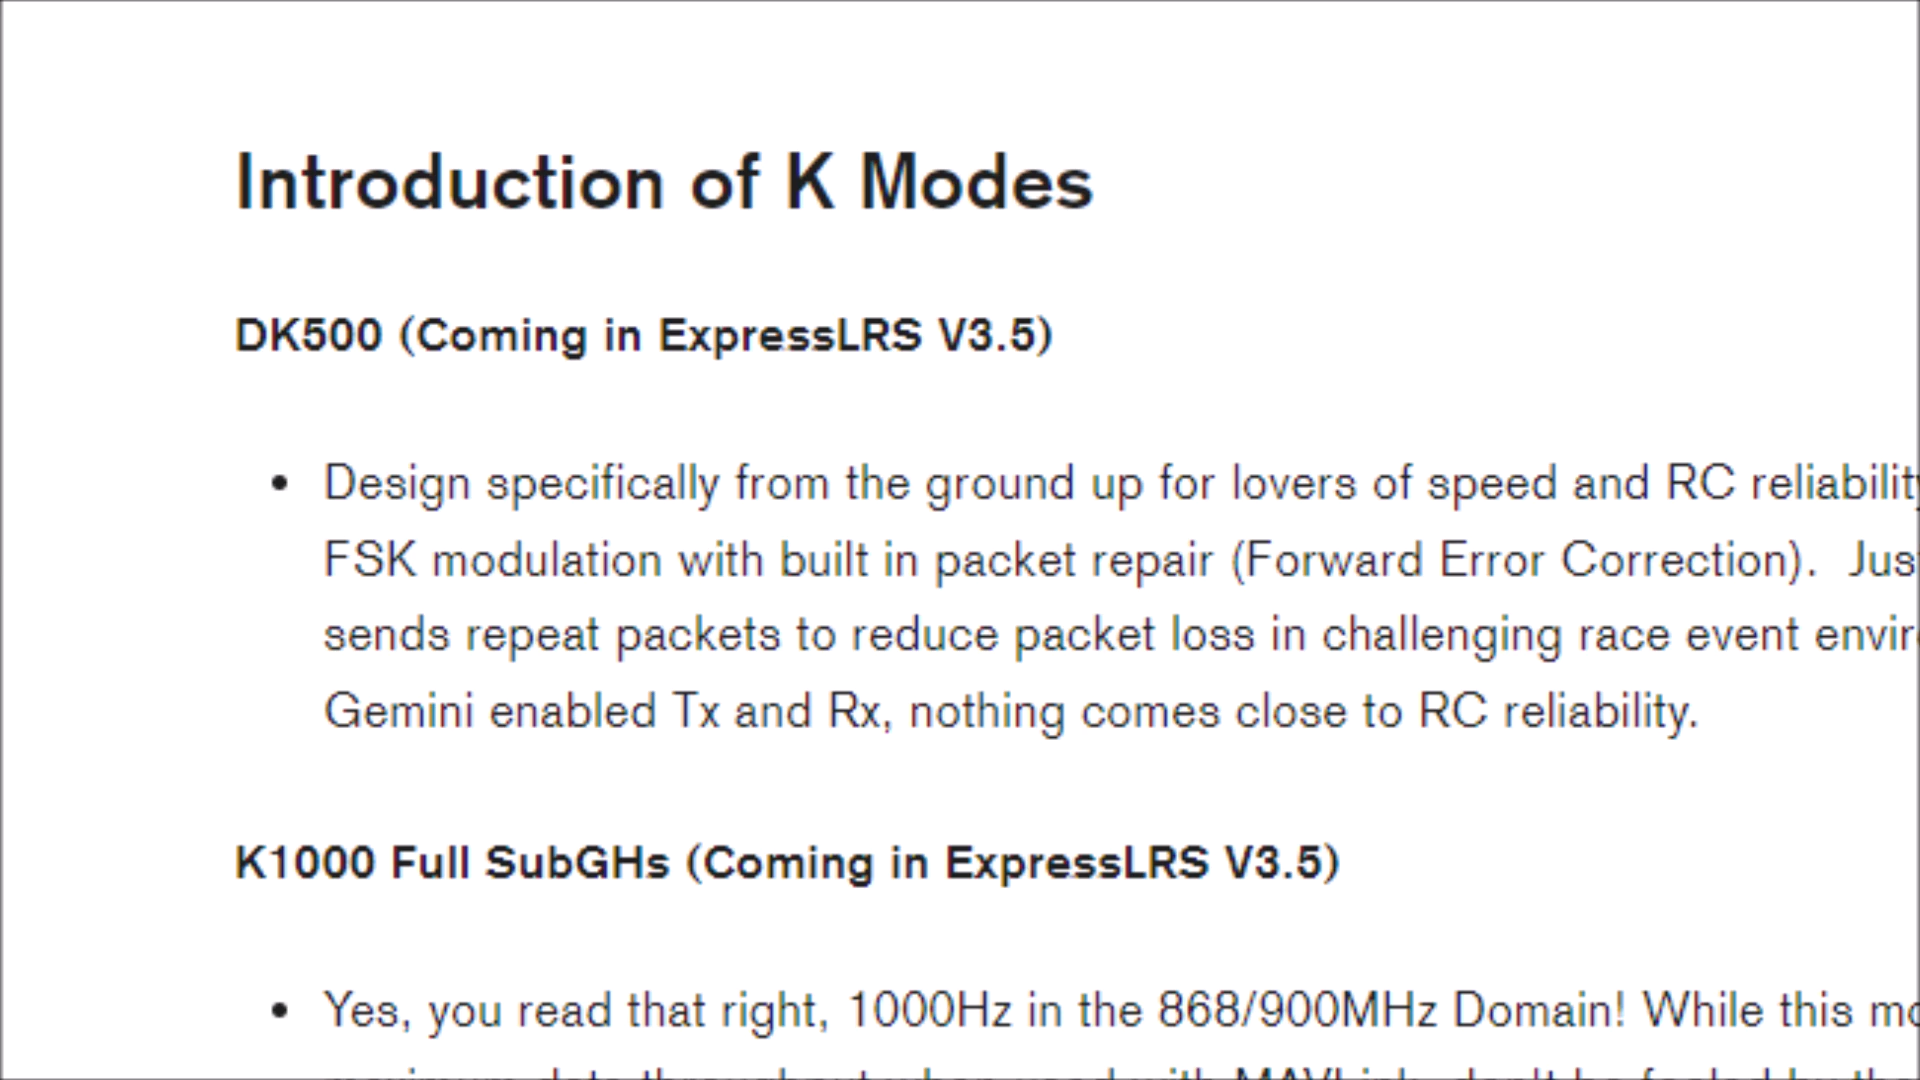 Introduction of K Modes
DK500 (Coming in ExpressLRS V3.5)
• Design specifically from the ground up for lovers of speed and RC reliability
FSK modulation with built in packet repair (Forward Error Correction).  Jus
sends repeat packets to reduce packet loss in challenging race event envir
Gemini enabled Tx and Rx, nothing comes close to RC reliability.
K1000 Full SubGHs (Coming in ExpressLRS V3.5)
• Yes, you read that right, 1000Hz in the 868/900MHz Domain! While this mo